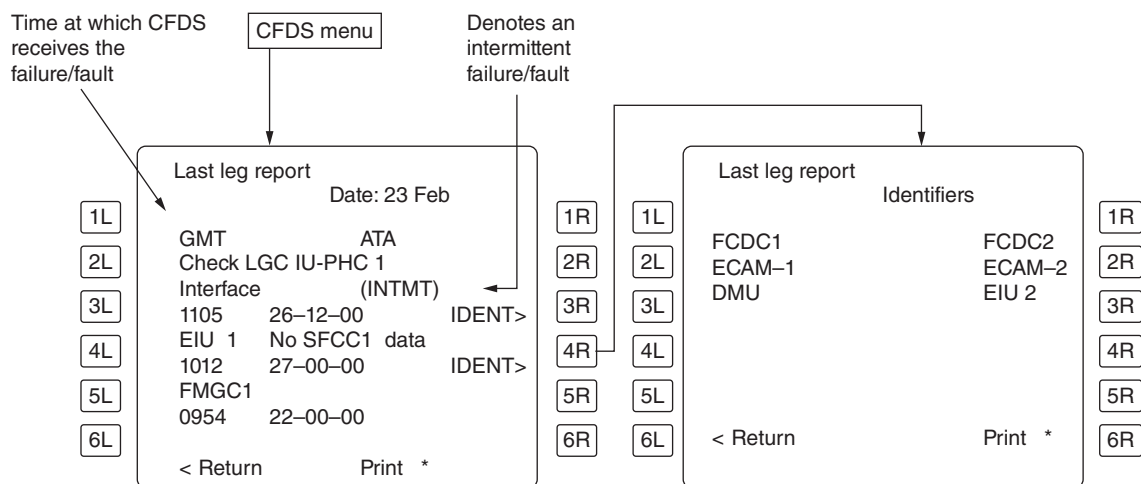 Time at which CFDS
receives the
failure/fault
CFDS menu
Denotes an
intermittent
failure/fault
Last leg report
Date: 23 Feb
GMT ATA
Check LGC IU-PHC 1
Interface (INTMT)
1105 26–12–00 IDENT>
EIU 1 No SFCC1 data
1012 27–00–00 IDENT>
FMGC1
0954 22–00–00
< Return Print *
1L
2L
3L
4L
5L
6L
1R
2R
3R
4R
5R
6R
Last leg report
Identifiers
FCDC1 FCDC2
ECAM–1 ECAM–2
DMU EIU 2
< Return Print *
1L
2L
3L
4L
5L
6L
1R
2R
3R
4R
5R
6R